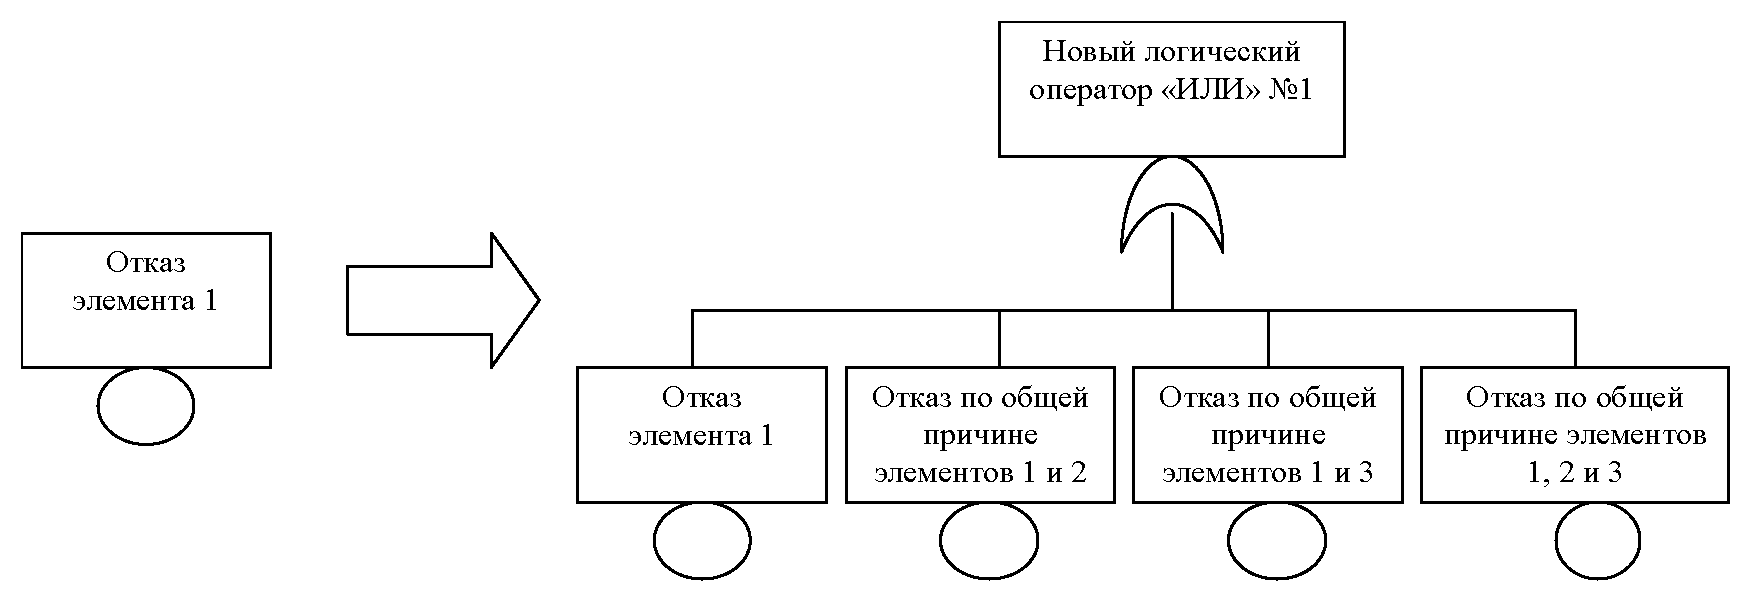 Новый логический
оператор «ИЛИ» №1
Отказ
элемента 1
Отказ
элемента 1
Отказ по общей
причине
элементов 1 и 2
Отказ по общей
причине
элементов 1 и 3
Отказ по общей
причине элементов
1, 2 и 3